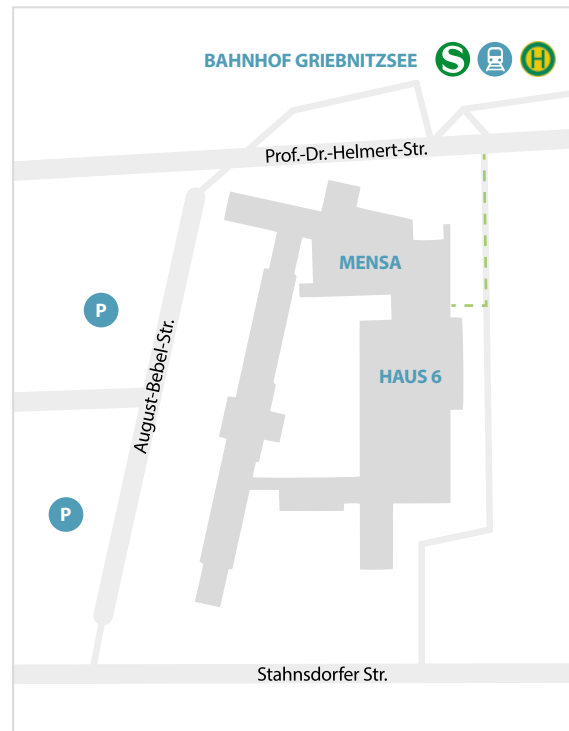 BAHNHOF GRIEBNITZSEE S H
Prof.-Dr.-Helmert-Str.
MENSA
P
August-Bebel-Str.
HAUS 6
P
Stahnsdorfer Str.